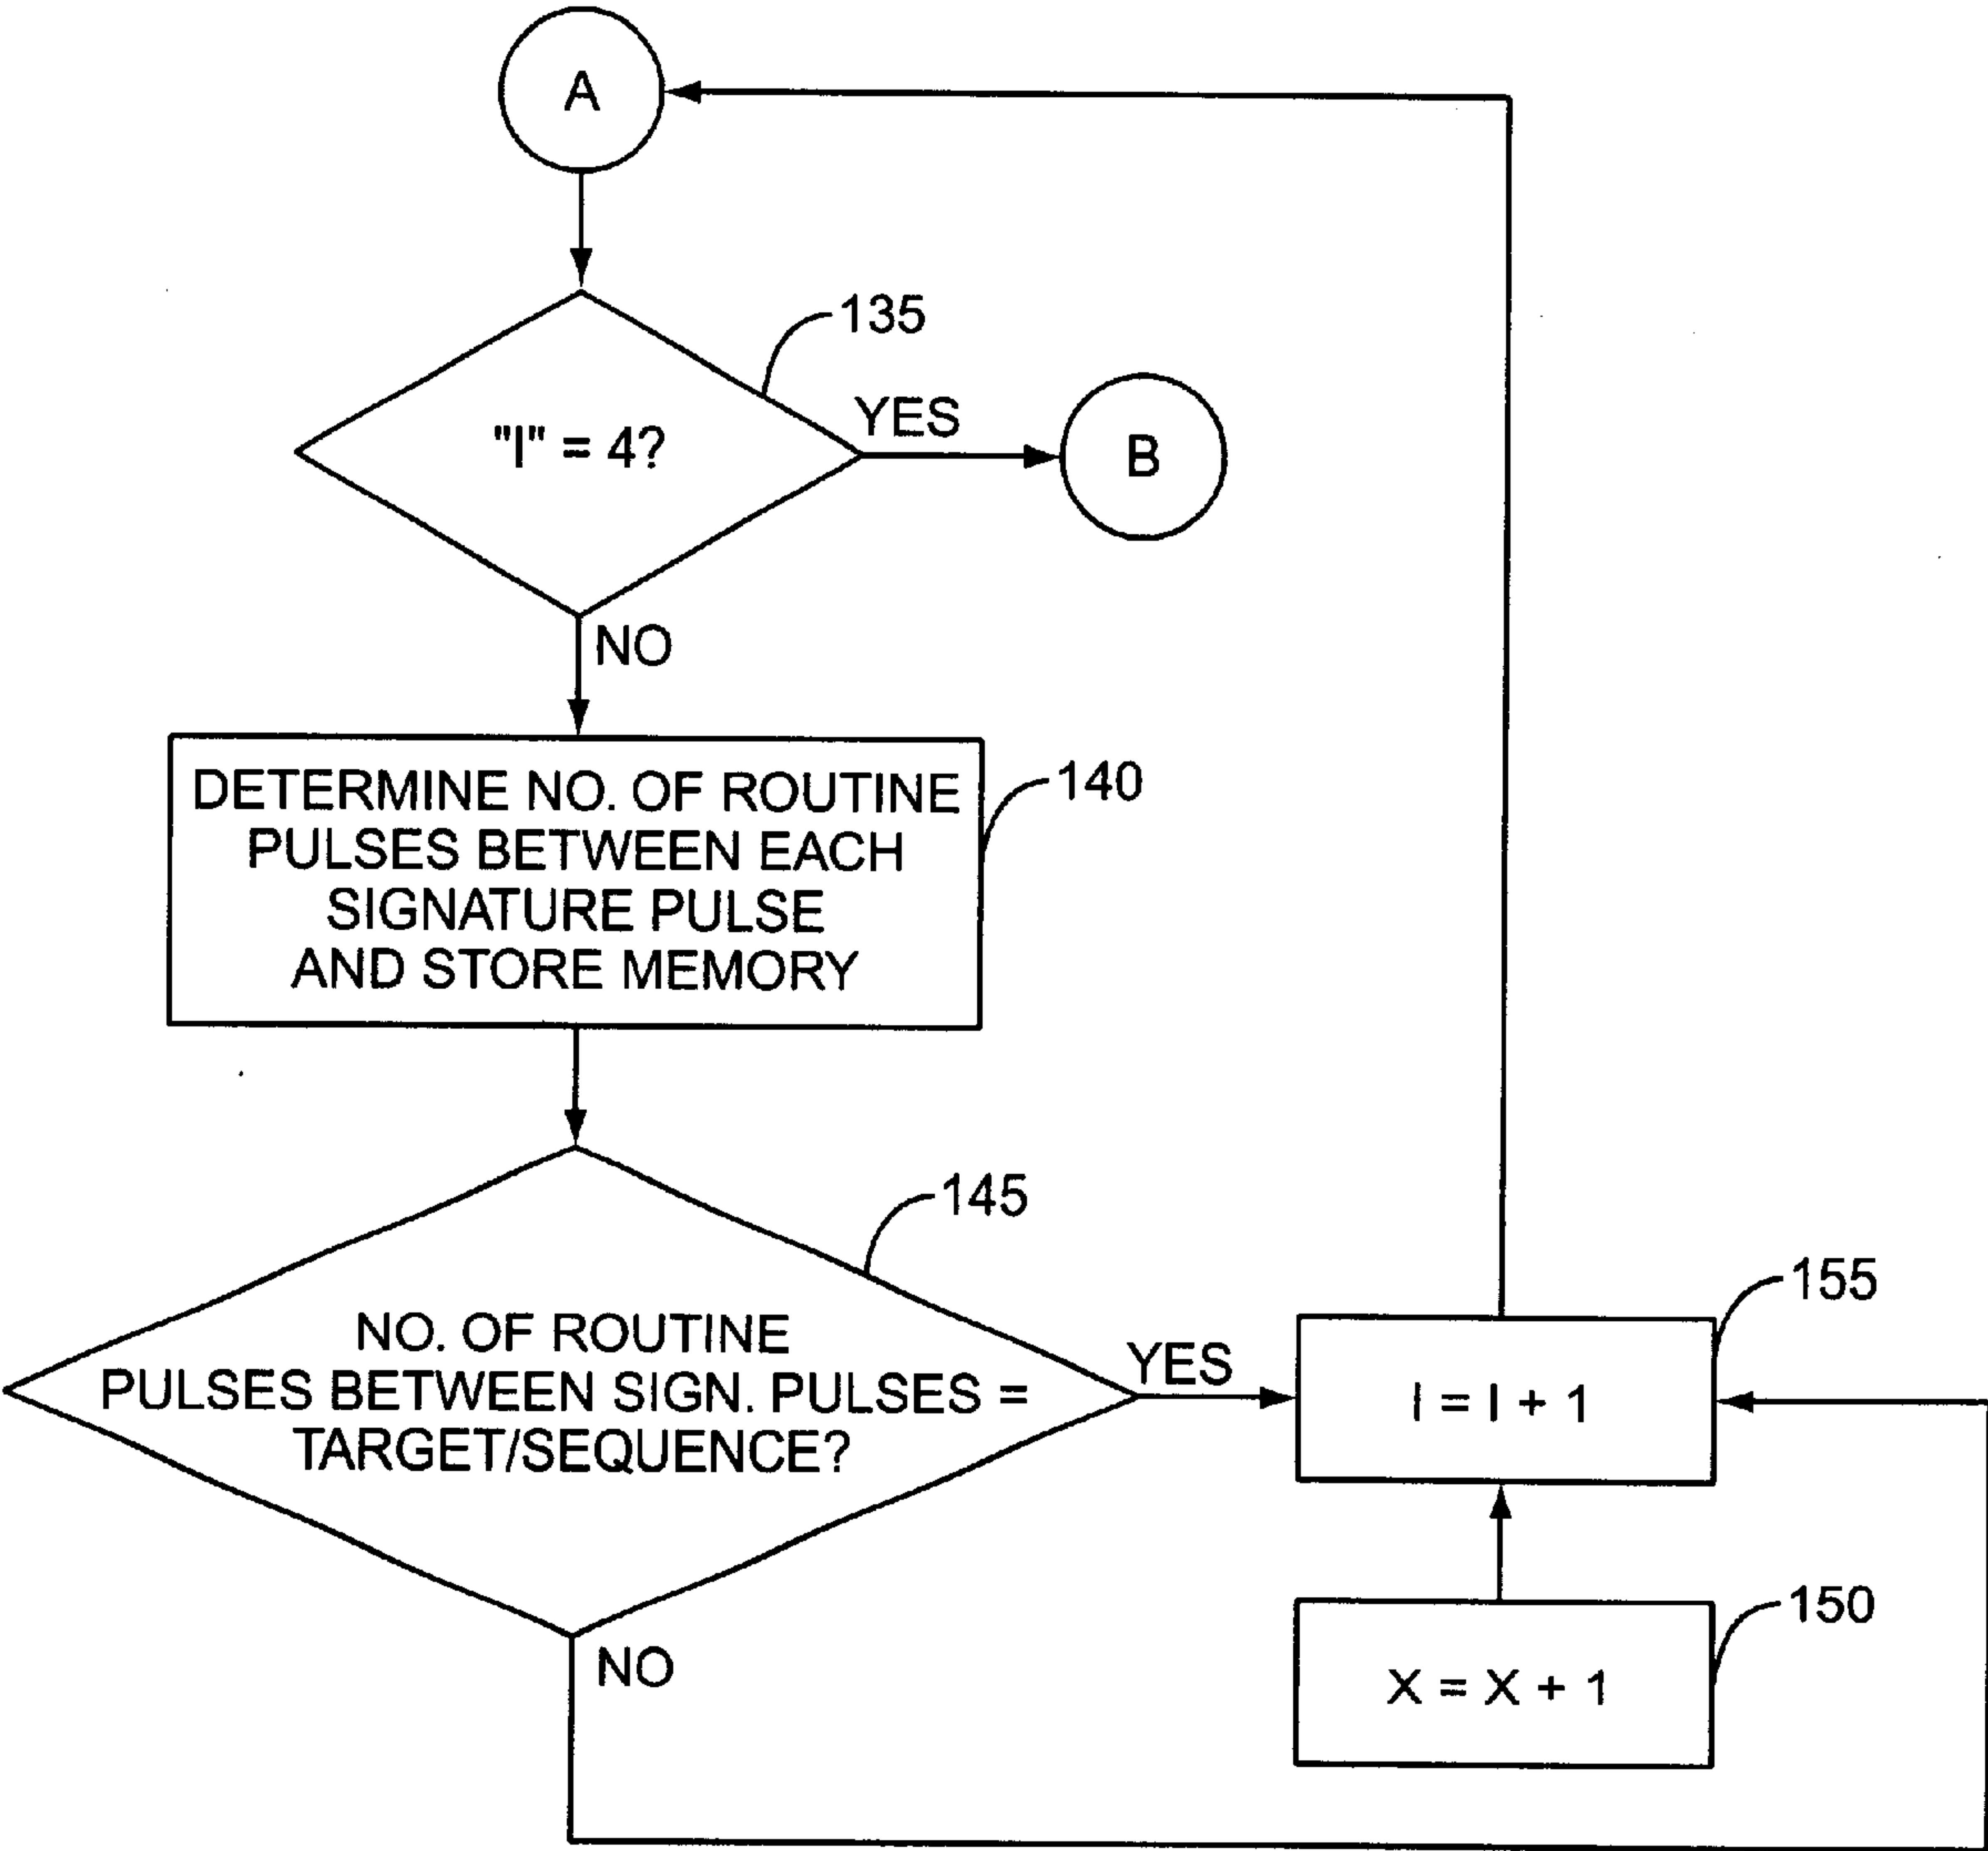 A
135
"I" = 4?
YES
B
NO
DETERMINE NO. OF ROUTINE
PULSES BETWEEN EACH
SIGNATURE PULSE
AND STORE MEMORY
140
145
NO. OF ROUTINE
PULSES BETWEEN SIGN. PULSES =
TARGET/SEQUENCE?
YES
155
I = I + 1
150
X = X + 1
NO